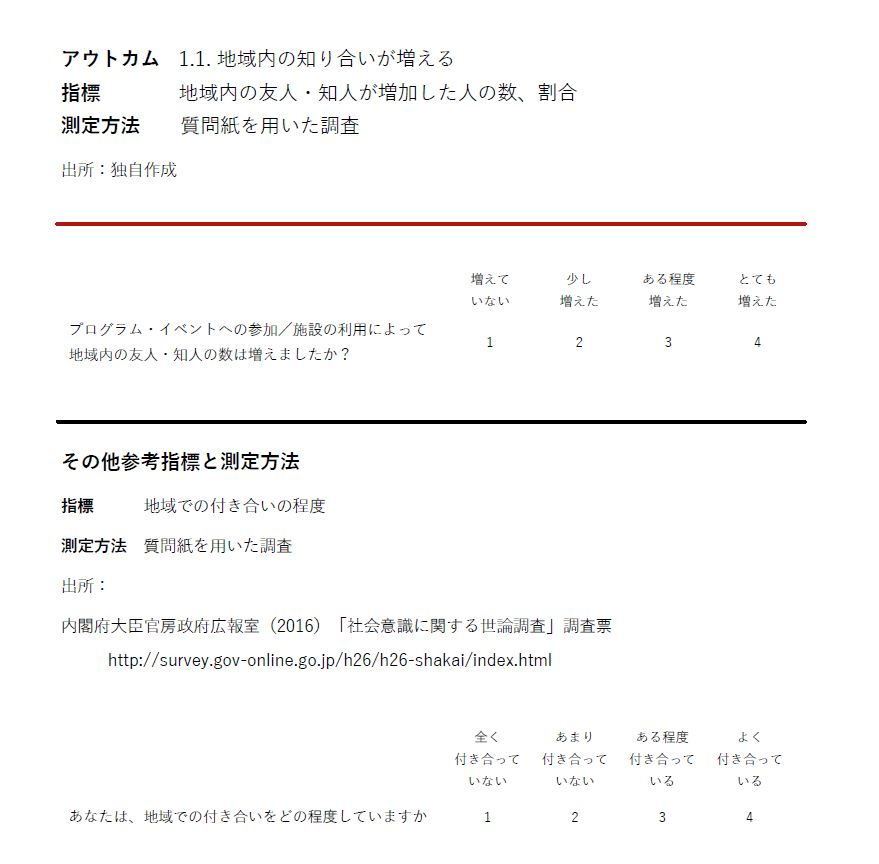 アウトカム 1.1. 地域内の知り合いが増える
指標 地域内の友人・知人が増加した人の数、割合
測定方法 質問紙を用いた調査
出所：独自作成
増えて 少し ある程度 とても
いない 増えた 増えた 増えた
プログラム・イベントへの参加／施設の利用によって
地域内の友人・知人の数は増えましたか？ 1 2 3 4
その他参考指標と測定方法
指標 地域での付き合いの程度
測定方法 質問紙を用いた調査
出所：
内閣府大臣官房政府広報室（2016）「社会意識に関する世論調査」調査票
http://survey.gov-online.go.jp/h26/h26-shakai/index.html
全く あまり ある程度 よく
付き合って 付き合って 付き合って 付き合って
いない いない いる いる
あなたは、地域での付き合いをどの程度していますか 1 2 3 4